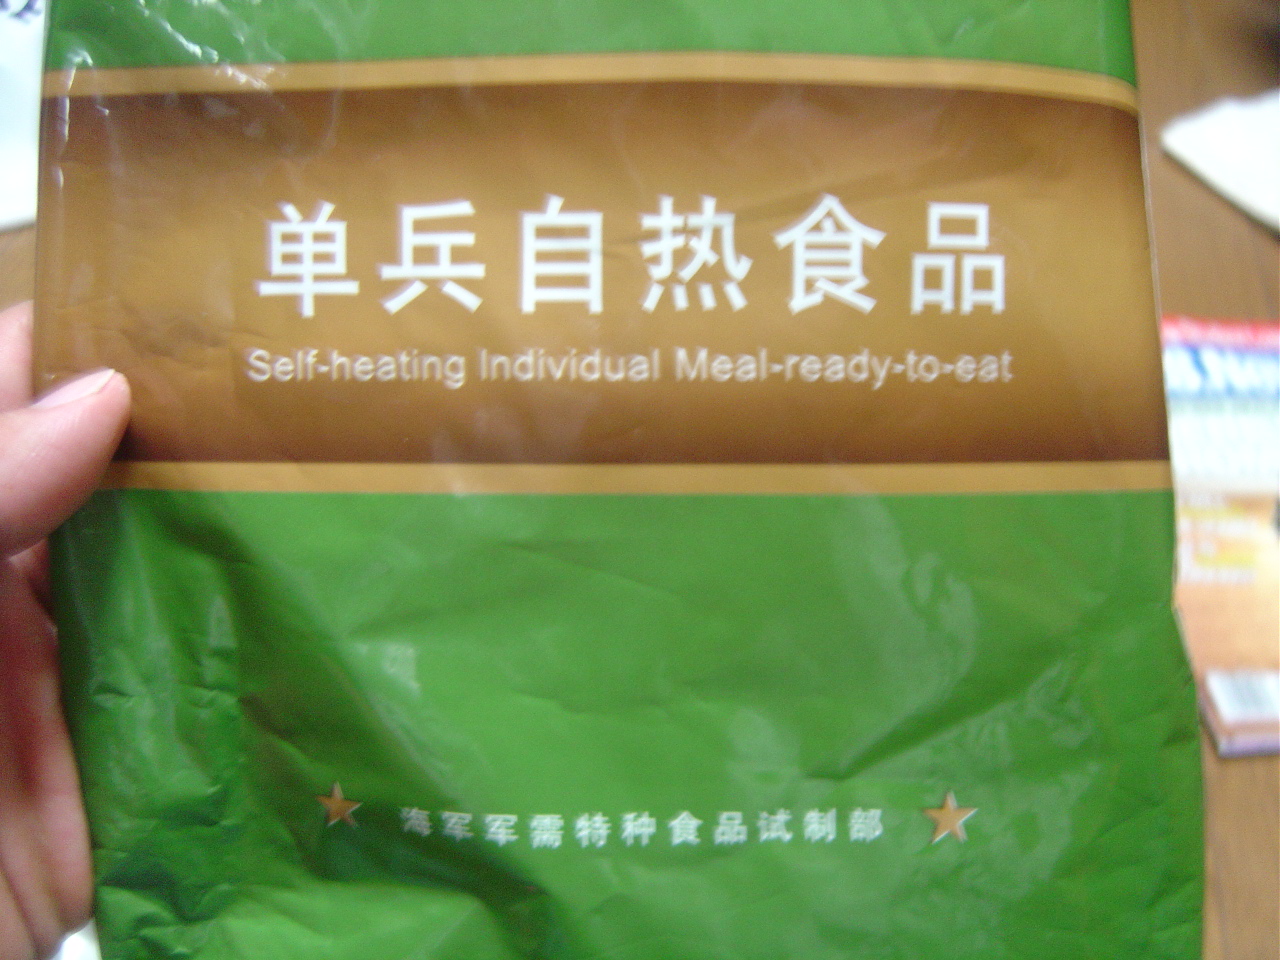 单兵自热食品
Self-heating Individual Meal-ready-to-eat
海军军需特种食品试制部